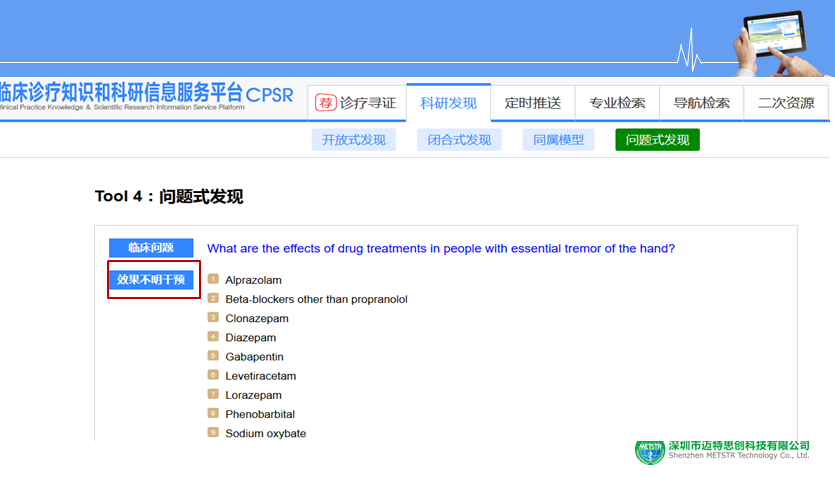 临床诊疗知识和科研信息服务平台 CPSR
Clinical Practice Knowledge & Scientific Research Information Service Platform
荐 诊疗寻证 科研发现 定时推送 专业检索 导航检索 二次资源
开放式发现 闭合式发现 同属模型 问题式发现
Tool 4：问题式发现
临床问题 What are the effects of drug treatments in people with essential tremor of the hand?
效果不明干预
1 Alprazolam
2 Beta-blockers other than propranolol
3 Clonazepam
4 Diazepam
5 Gabapentin
6 Levetiracetam
7 Lorazepam
8 Phenobarbital
9 Sodium oxybate
METSTR
深圳市迈特思创科技有限公司
Shenzhen METSTR Technology Co., Ltd.